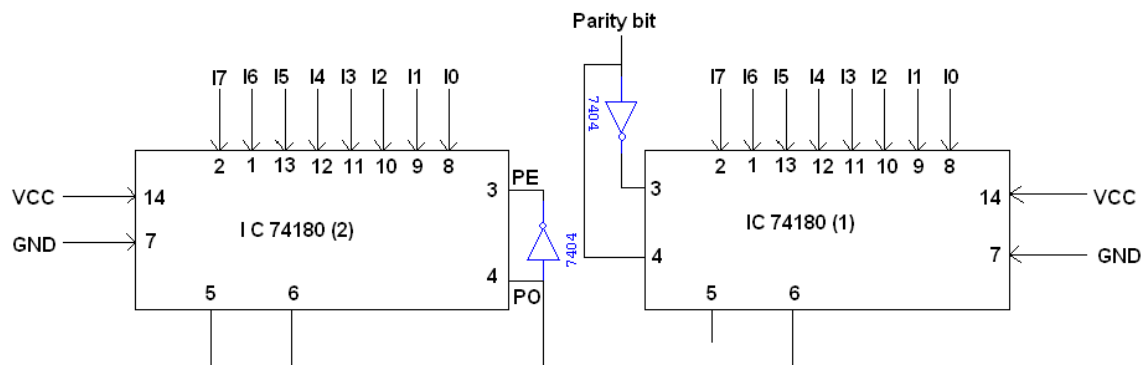 Parity bit
I7 I6 I5 I4 I3 I2 I1 I0
I7 I6 I5 I4 I3 I2 I1 I0
7404
2 1 13 12 11 10 9 8
2 1 13 12 11 10 9 8
VCC 14
3 PE
3
14 VCC
I C 74180 (2)
IC 74180 (1)
GND 7
7404
4 PO
4
7 GND
5 6
5 6